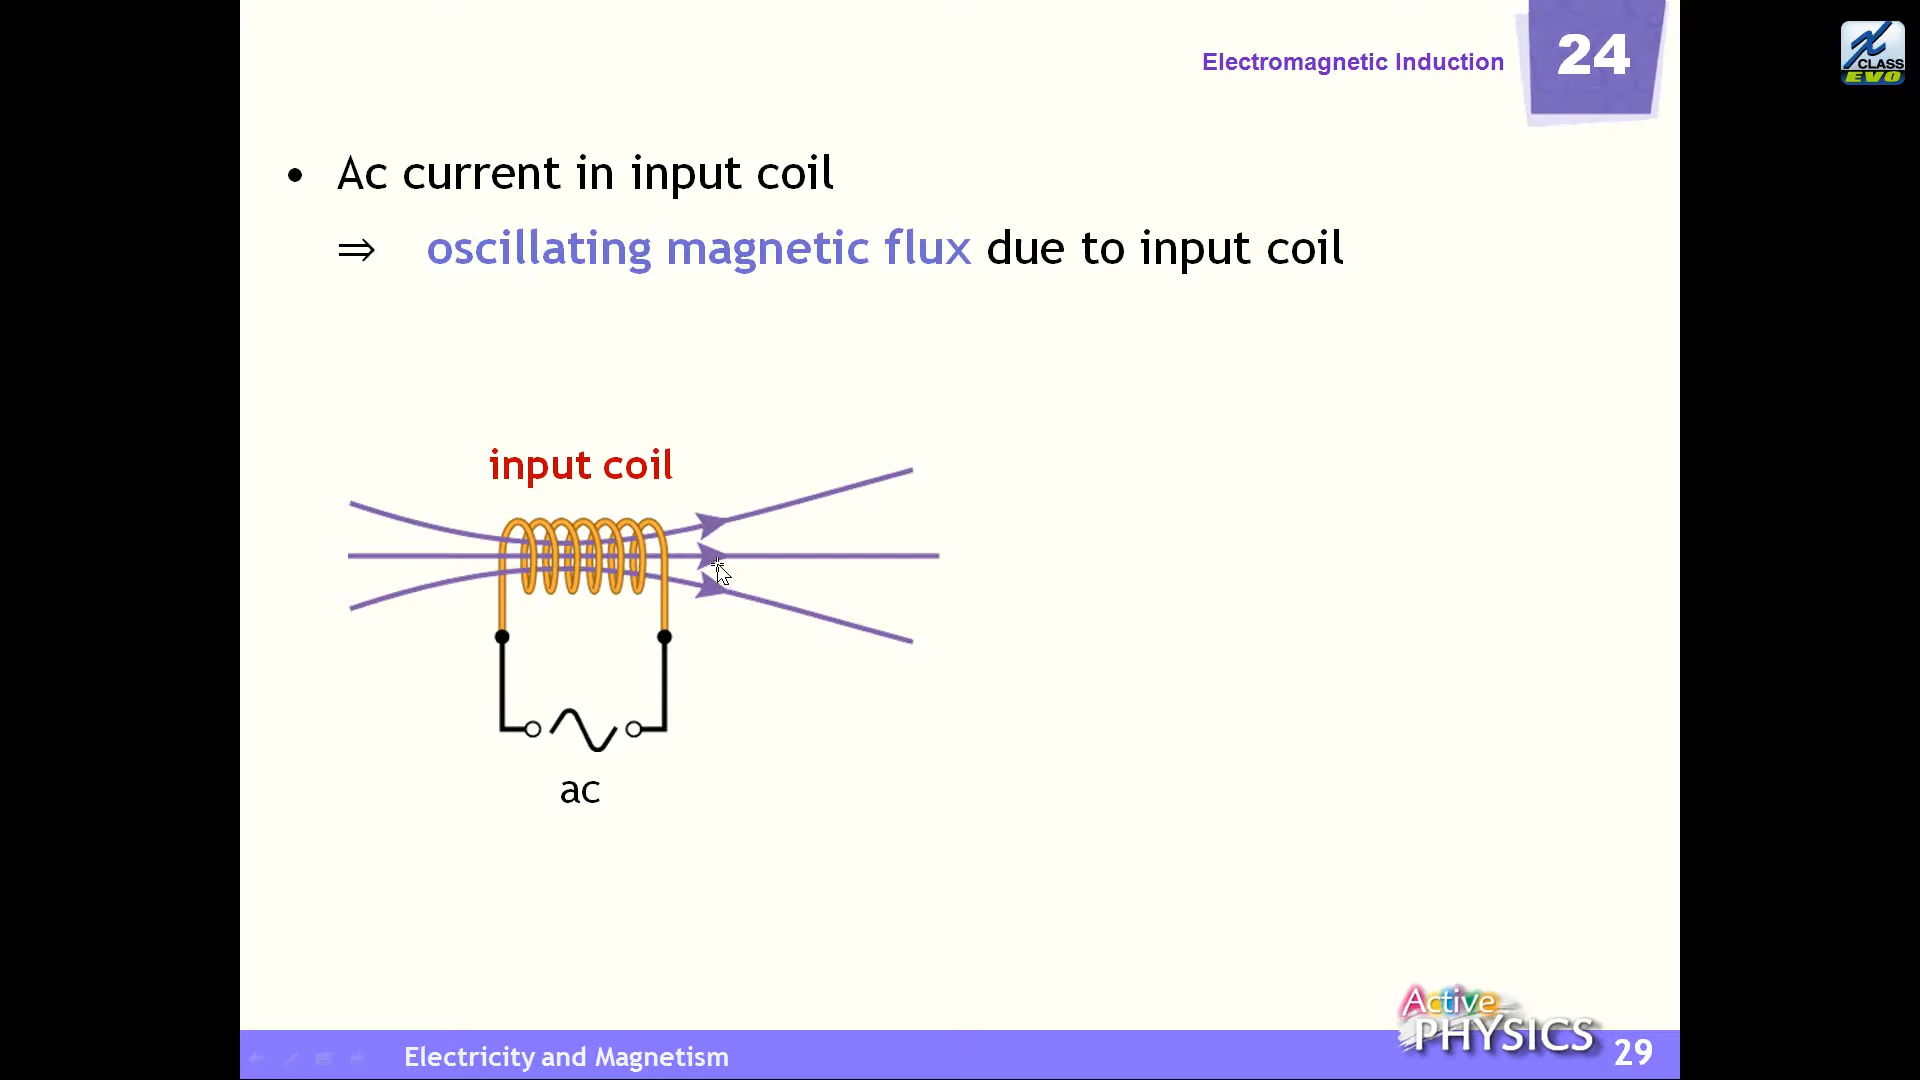 Electromagnetic Induction 24
CLASS
EVO
• Ac current in input coil
⇒ oscillating magnetic flux due to input coil
input coil
ac
Active
PHYSICS
Electricity and Magnetism 29